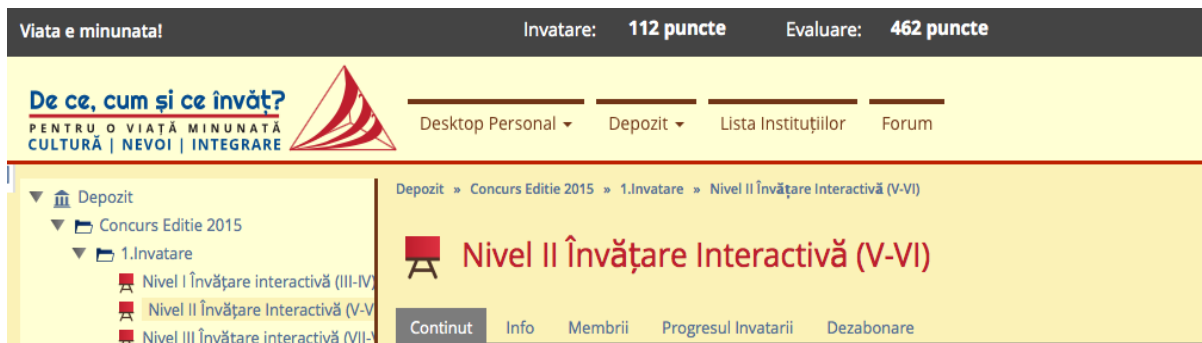 Viata e minunata! Invatare: 112 puncte Evaluare: 462 puncte
De ce, cum și ce învăț?
PENTRU O VIAȚĂ MINUNATĂ
CULTURĂ | NEVOI | INTEGRARE
Desktop Personal Depozit Lista Instituțiilor Forum
Depozit
Concurs Editie 2015
1.Invatare
Nivel I Învățare interactivă (III-IV)
Nivel II Învățare Interactivă (V-V
Nivel III Învățare interactivă (VII-
Depozit » Concurs Editie 2015 » 1.Invatare » Nivel II Învățare Interactivă (V-VI)
Nivel II Învățare Interactivă (V-VI)
Continut Info Membrii Progresul Invatarii Dezabonare